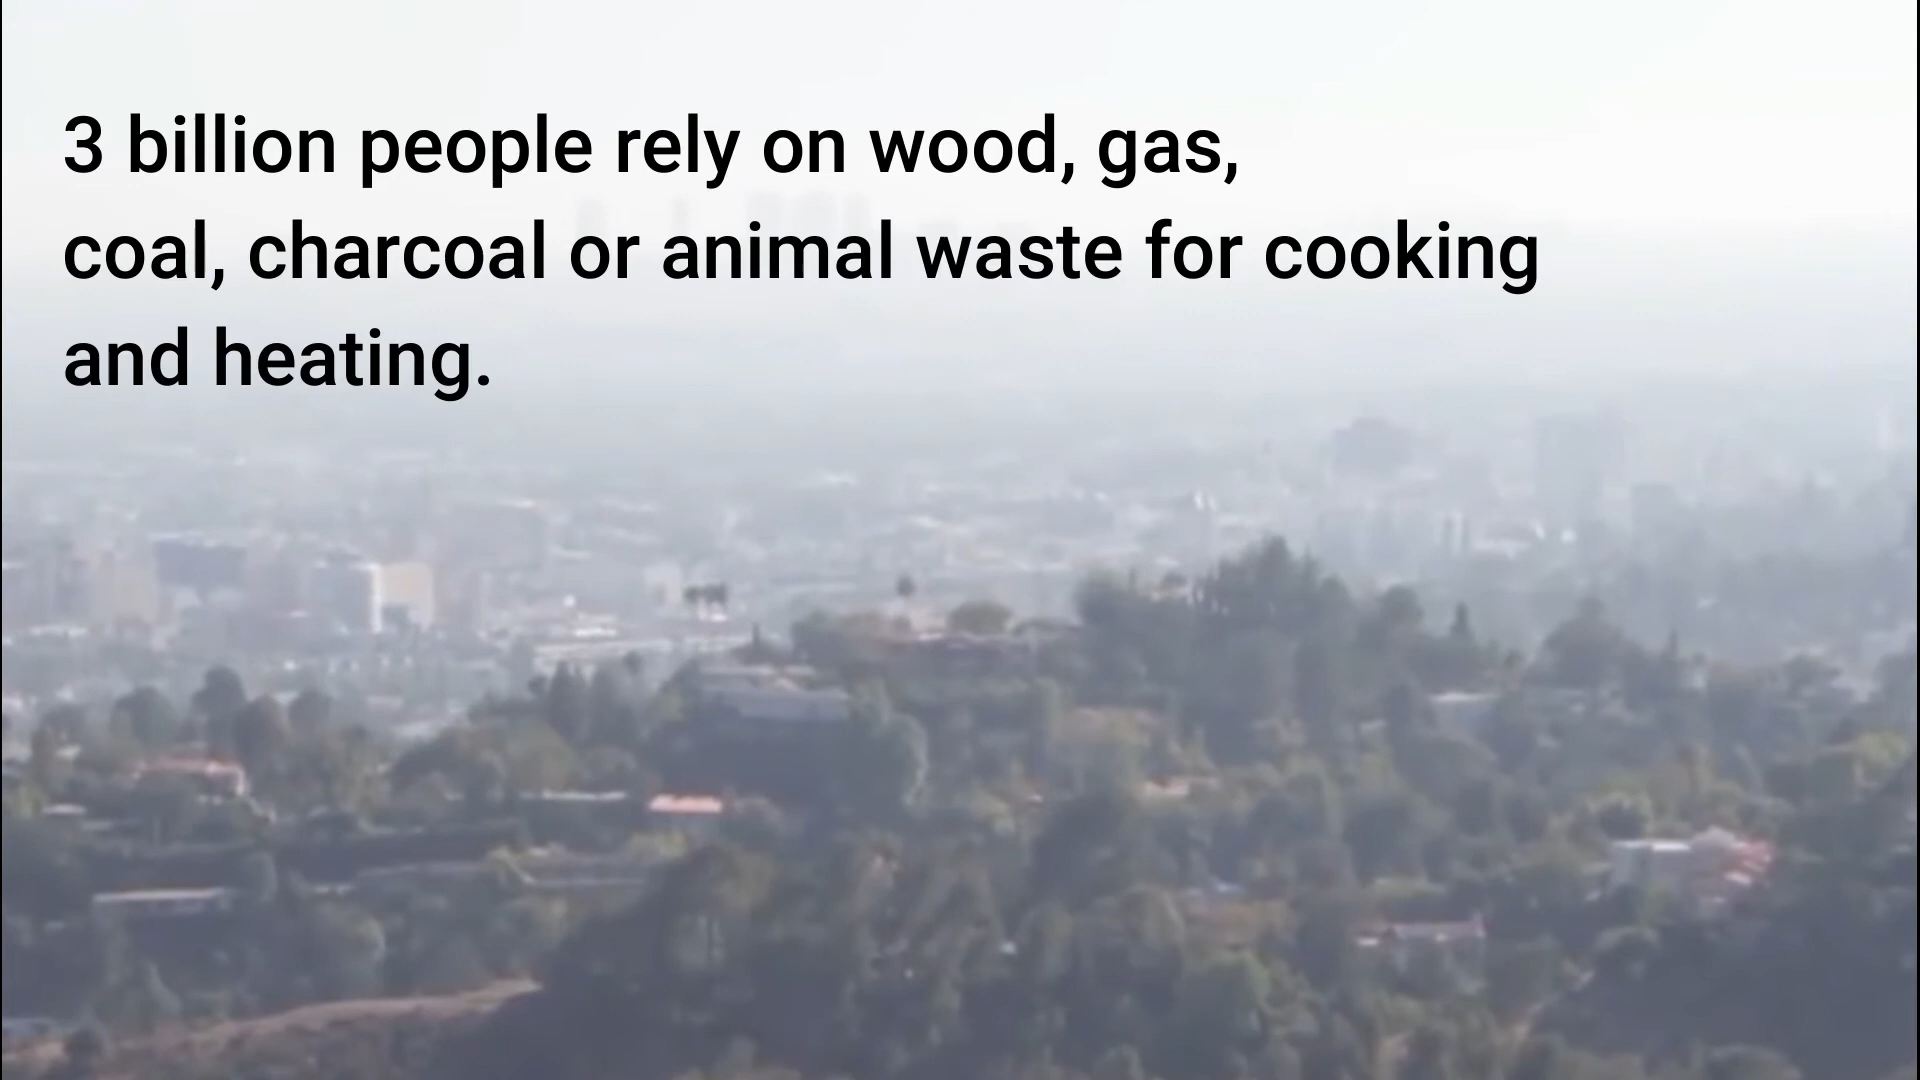 3 billion people rely on wood, gas,
coal, charcoal or animal waste for cooking
and heating.